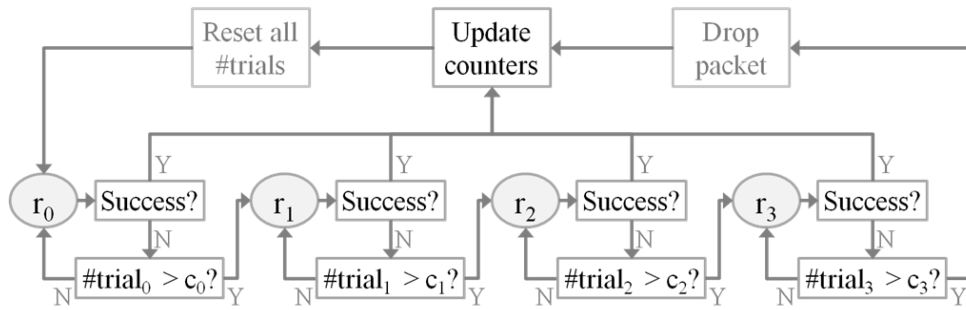 Reset all
#trials
Update
counters
Drop
packet
Y
Y
Y
Y
r₀
Success?
r₁
Success?
r₂
Success?
r₃
Success?
N
N
N
N
#trial₀ > c₀?
#trial₁ > c₁?
#trial₂ > c₂?
#trial₃ > c₃?
N
Y
N
Y
N
Y
N
Y